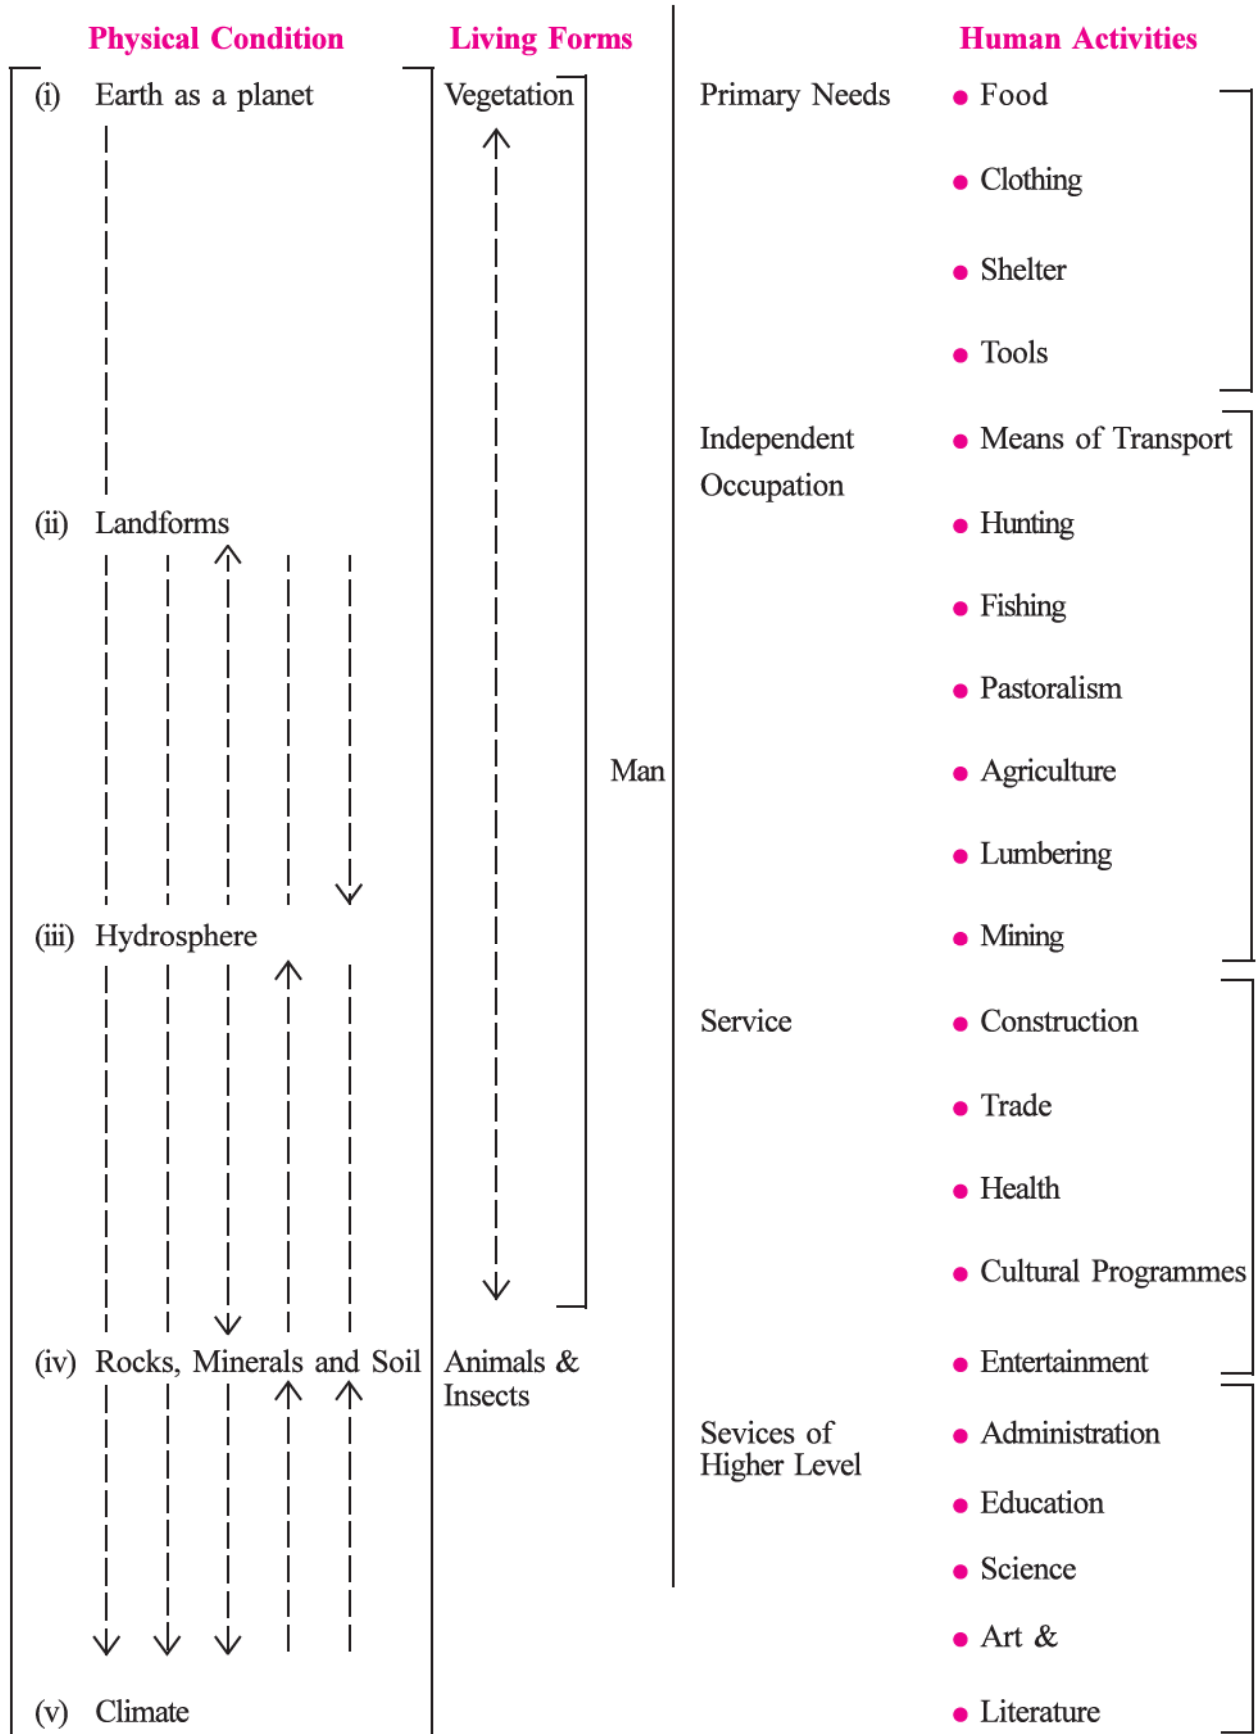 Physical Condition
Living Forms
Human Activities
(i) Earth as a planet
Vegetation
Primary Needs
• Food
• Clothing
• Shelter
• Tools
Independent
Occupation
• Means of Transport
(ii) Landforms
• Hunting
• Fishing
• Pastoralism
Man
• Agriculture
• Lumbering
(iii) Hydrosphere
• Mining
Service
• Construction
• Trade
• Health
• Cultural Programmes
(iv) Rocks, Minerals and Soil
Animals &
Insects
• Entertainment
Sevices of
Higher Level
• Administration
• Education
• Science
• Art &
(v) Climate
• Literature